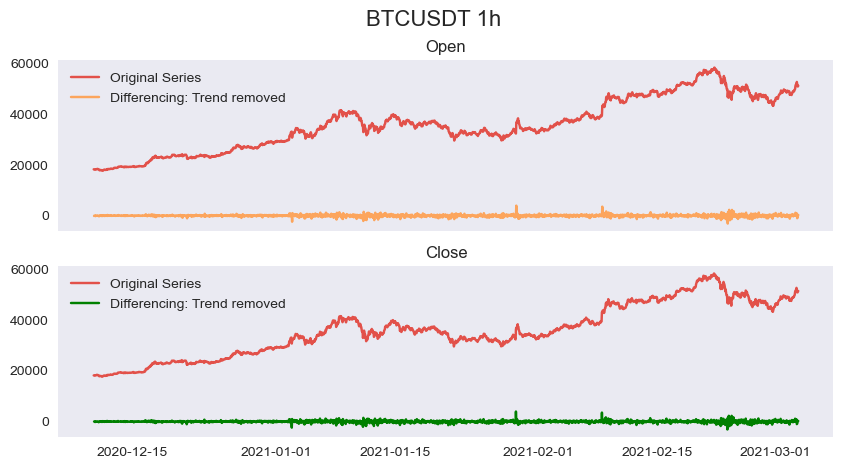 BTCUSDT 1h
Open
60000
Original Series
Differencing: Trend removed
40000
20000
0
Close
60000
Original Series
Differencing: Trend removed
40000
20000
0
2020-12-15 2021-01-01 2021-01-15 2021-02-01 2021-02-15 2021-03-01